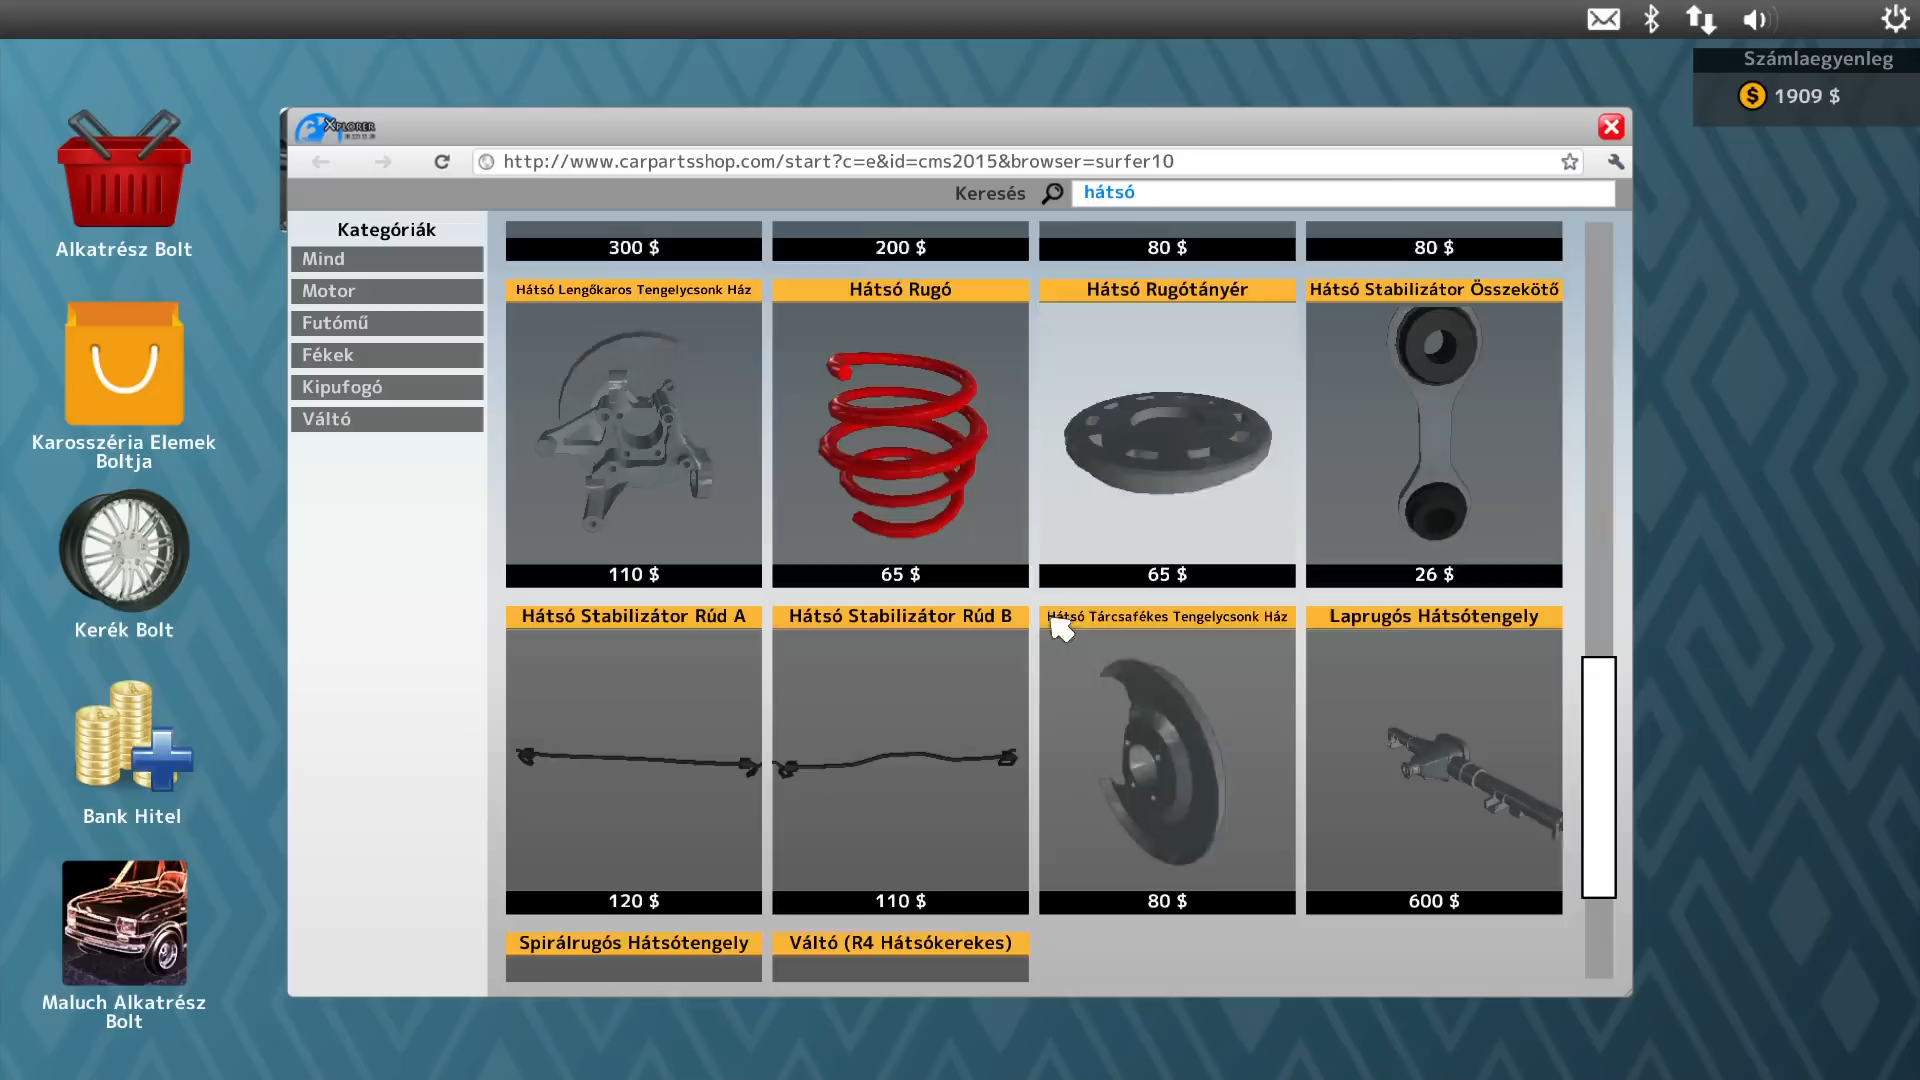 Számlaegyenleg
1909 $
XPLORER
http://www.carpartsshop.com/start?c=e&id=cms2015&browser=surfer10
Keresés
hátsó
Kategóriák
Mind
Motor
Futómű
Fékek
Kipufogó
Váltó
Alkatrész Bolt
Karosszéria Elemek
Boltja
Kerék Bolt
Bank Hitel
Maluch Alkatrész
Bolt
300 $
200 $
80 $
80 $
Hátsó Lengőkaros Tengelycsonk Ház
Hátsó Rugó
Hátsó Rugótányér
Hátsó Stabilizátor Összekötő
110 $
65 $
65 $
26 $
Hátsó Stabilizátor Rúd A
Hátsó Stabilizátor Rúd B
Hátsó Tárcsafékes Tengelycsonk Ház
Laprugós Hátsótengely
120 $
110 $
80 $
600 $
Spirálrugós Hátsótengely
Váltó (R4 Hátsókerekes)